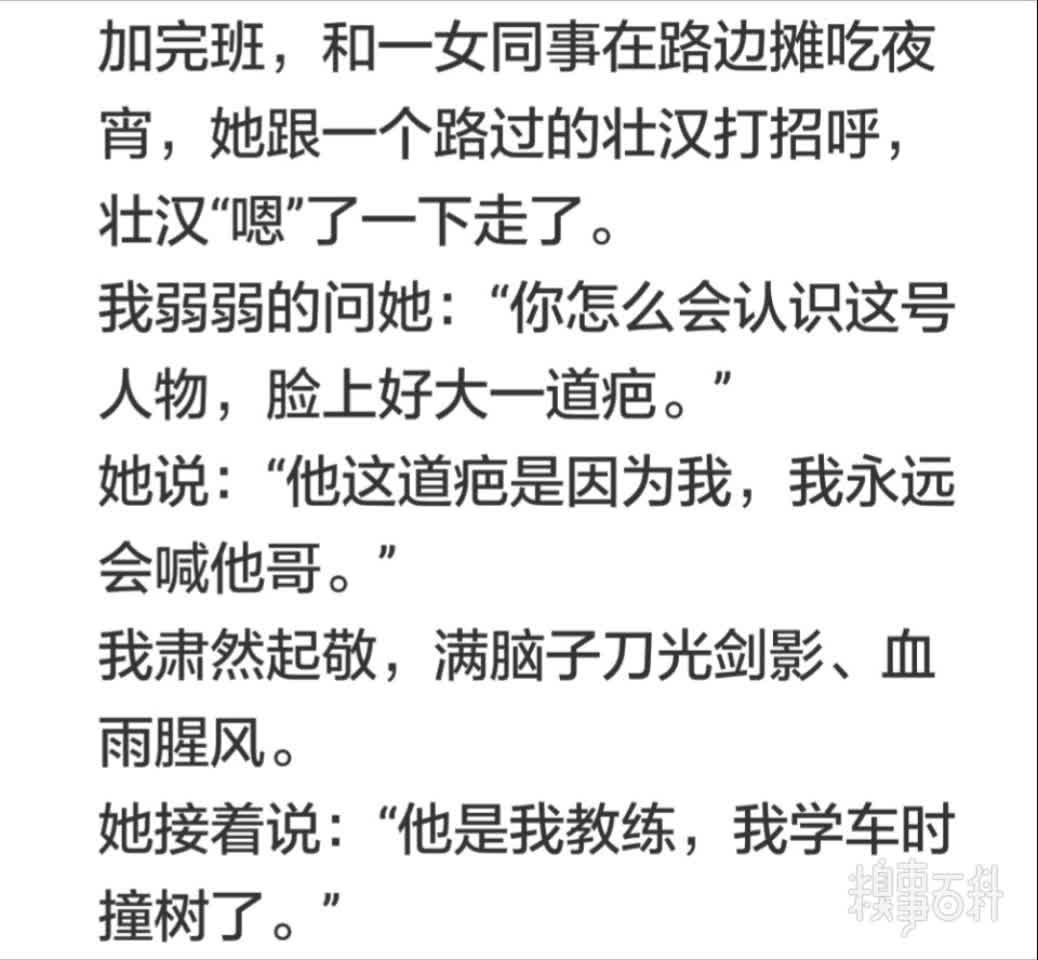 加完班，和一女同事在路边摊吃夜
宵，她跟一个路过的壮汉打招呼，
壮汉“嗯”了一下走了。
我弱弱的问她：“你怎么会认识这号
人物，脸上好大一道疤。”
她说：“他这道疤是因为我，我永远
会喊他哥。”
我肃然起敬，满脑子刀光剑影、血
雨腥风。
她接着说：“他是我教练，我学车时
撞树了。”
糗事百科